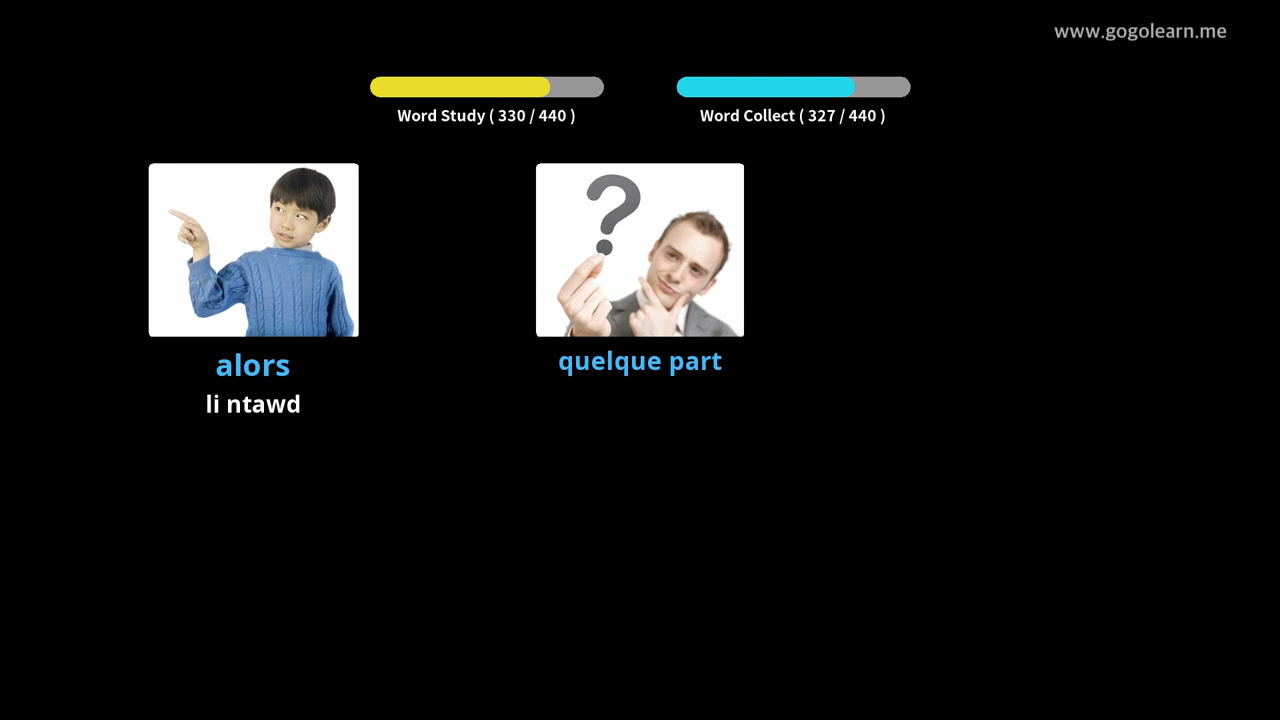 www.gogolearn.me
Word Study ( 330 / 440 )
Word Collect ( 327 / 440 )
?
alors
quelque part
li ntawd